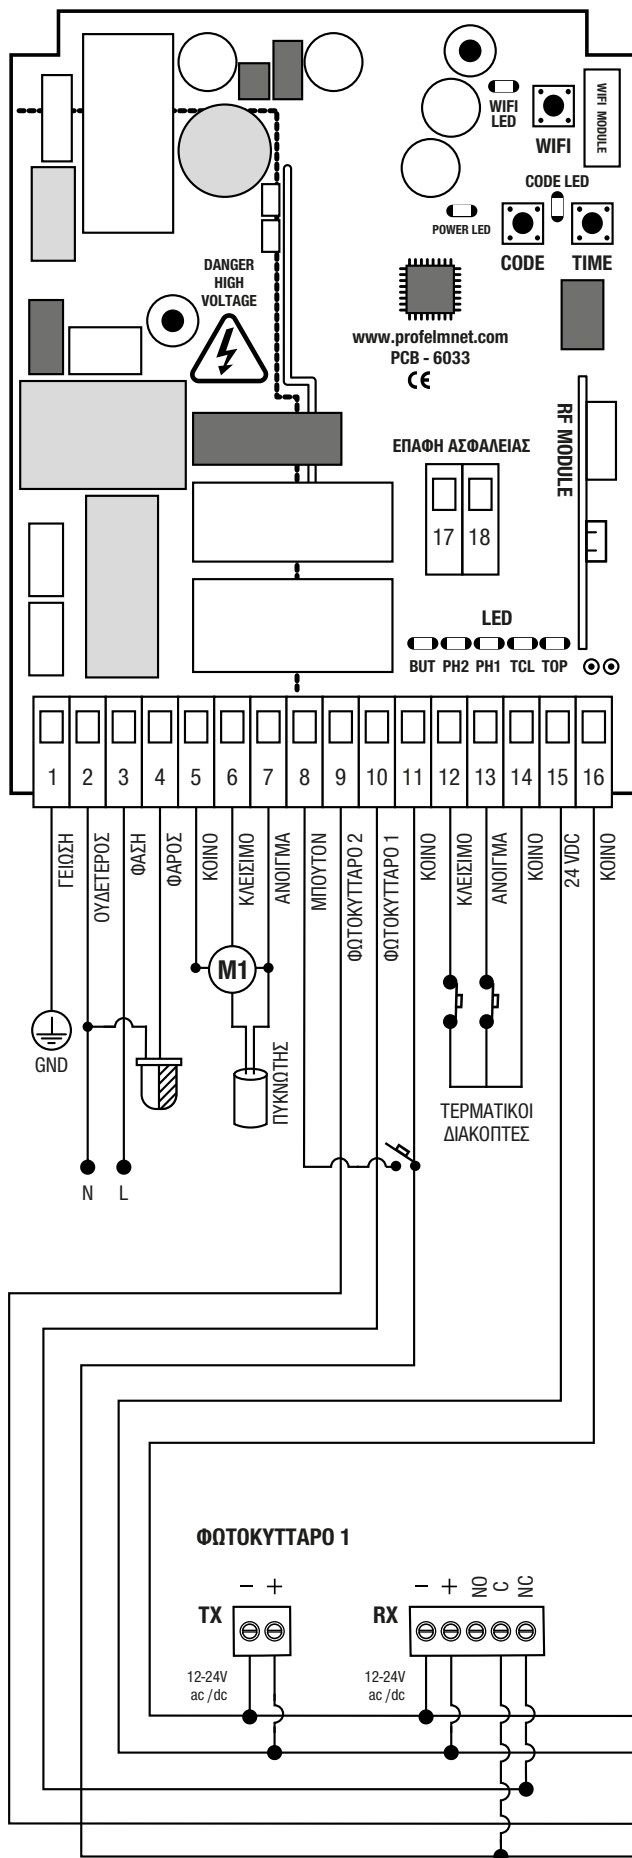 WIFI
LED
WIFI
WIFI MODULE
CODE LED
POWER LED
CODE
TIME
DANGER
HIGH
VOLTAGE
www.profelmnet.com
PCB - 6033
CE
RF MODULE
ΕΠΑΦΗ ΑΣΦΑΛΕΙΑΣ
17 18
LED
BUT PH2 PH1 TCL TOP
1 2 3 4 5 6 7 8 9 10 11 12 13 14 15 16
ΓΕΙΩΣΗ
ΟΥΔΕΤΕΡΟΣ
ΦΑΣΗ
ΦΑΡΟΣ
ΚΟΙΝΟ
ΚΛΕΙΣΙΜΟ
ΑΝΟΙΓΜΑ
ΜΠΟΥΤΟΝ
ΦΩΤΟΚΥΤΤΑΡΟ 2
ΦΩΤΟΚΥΤΤΑΡΟ 1
ΚΟΙΝΟ
ΚΛΕΙΣΙΜΟ
ΑΝΟΙΓΜΑ
ΚΟΙΝΟ
24 VDC
ΚΟΙΝΟ
M1
GND
ΠΥΚΝΩΤΗΣ
ΤΕΡΜΑΤΙΚΟΙ
ΔΙΑΚΟΠΤΕΣ
N L
ΦΩΤΟΚΥΤΤΑΡΟ 1
− +
TX
12-24V
ac /dc
− + NO C NC
RX
12-24V
ac /dc